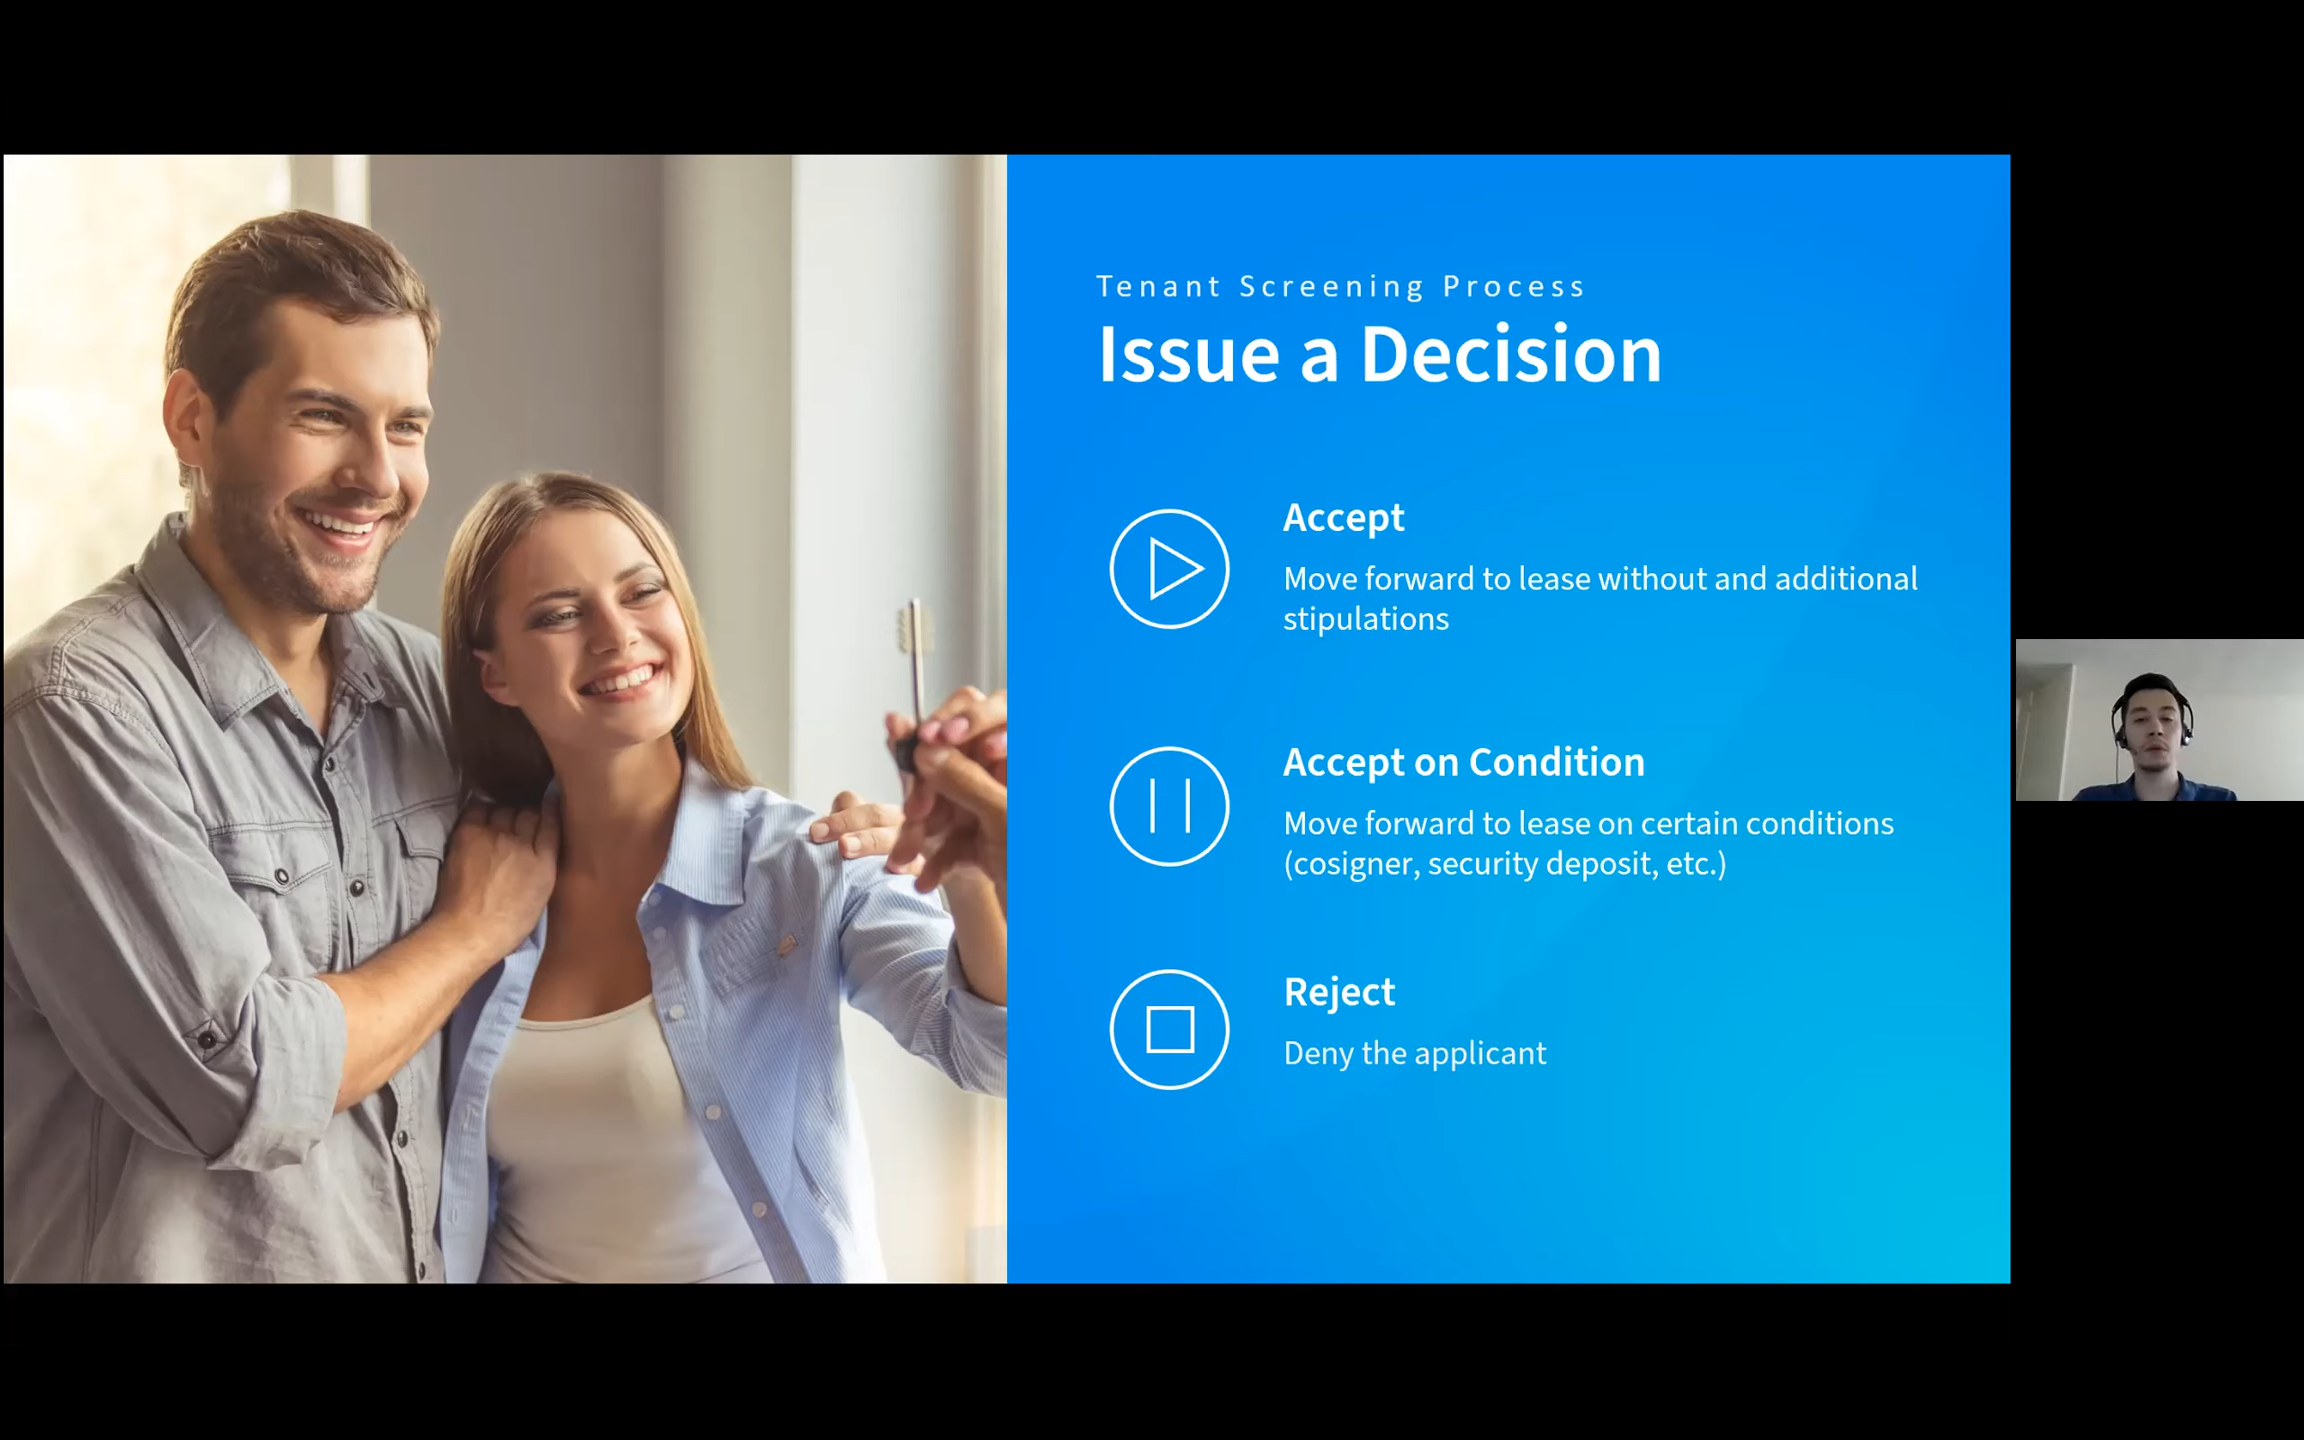 Tenant Screening Process
Issue a Decision
Accept
Move forward to lease without and additional
stipulations
Accept on Condition
Move forward to lease on certain conditions
(cosigner, security deposit, etc.)
Reject
Deny the applicant